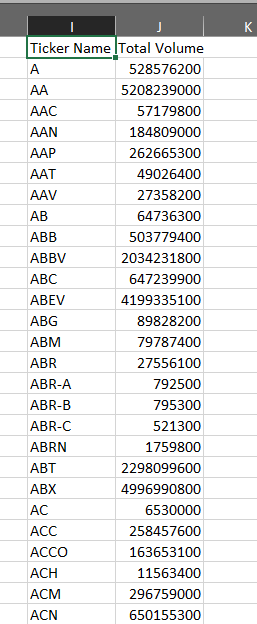 I J K
Ticker Name Total Volume
A 528576200
AA 5208239000
AAC 57179800
AAN 184809000
AAP 262665300
AAT 49026400
AAV 27358200
AB 64736300
ABB 503779400
ABBV 2034231800
ABC 647239900
ABEV 4199335100
ABG 89828200
ABM 79787400
ABR 27556100
ABR-A 792500
ABR-B 795300
ABR-C 521300
ABRN 1759800
ABT 2298099600
ABX 4996990800
AC 6530000
ACC 258457600
ACCO 163653100
ACH 11563400
ACM 296759000
ACN 650155300